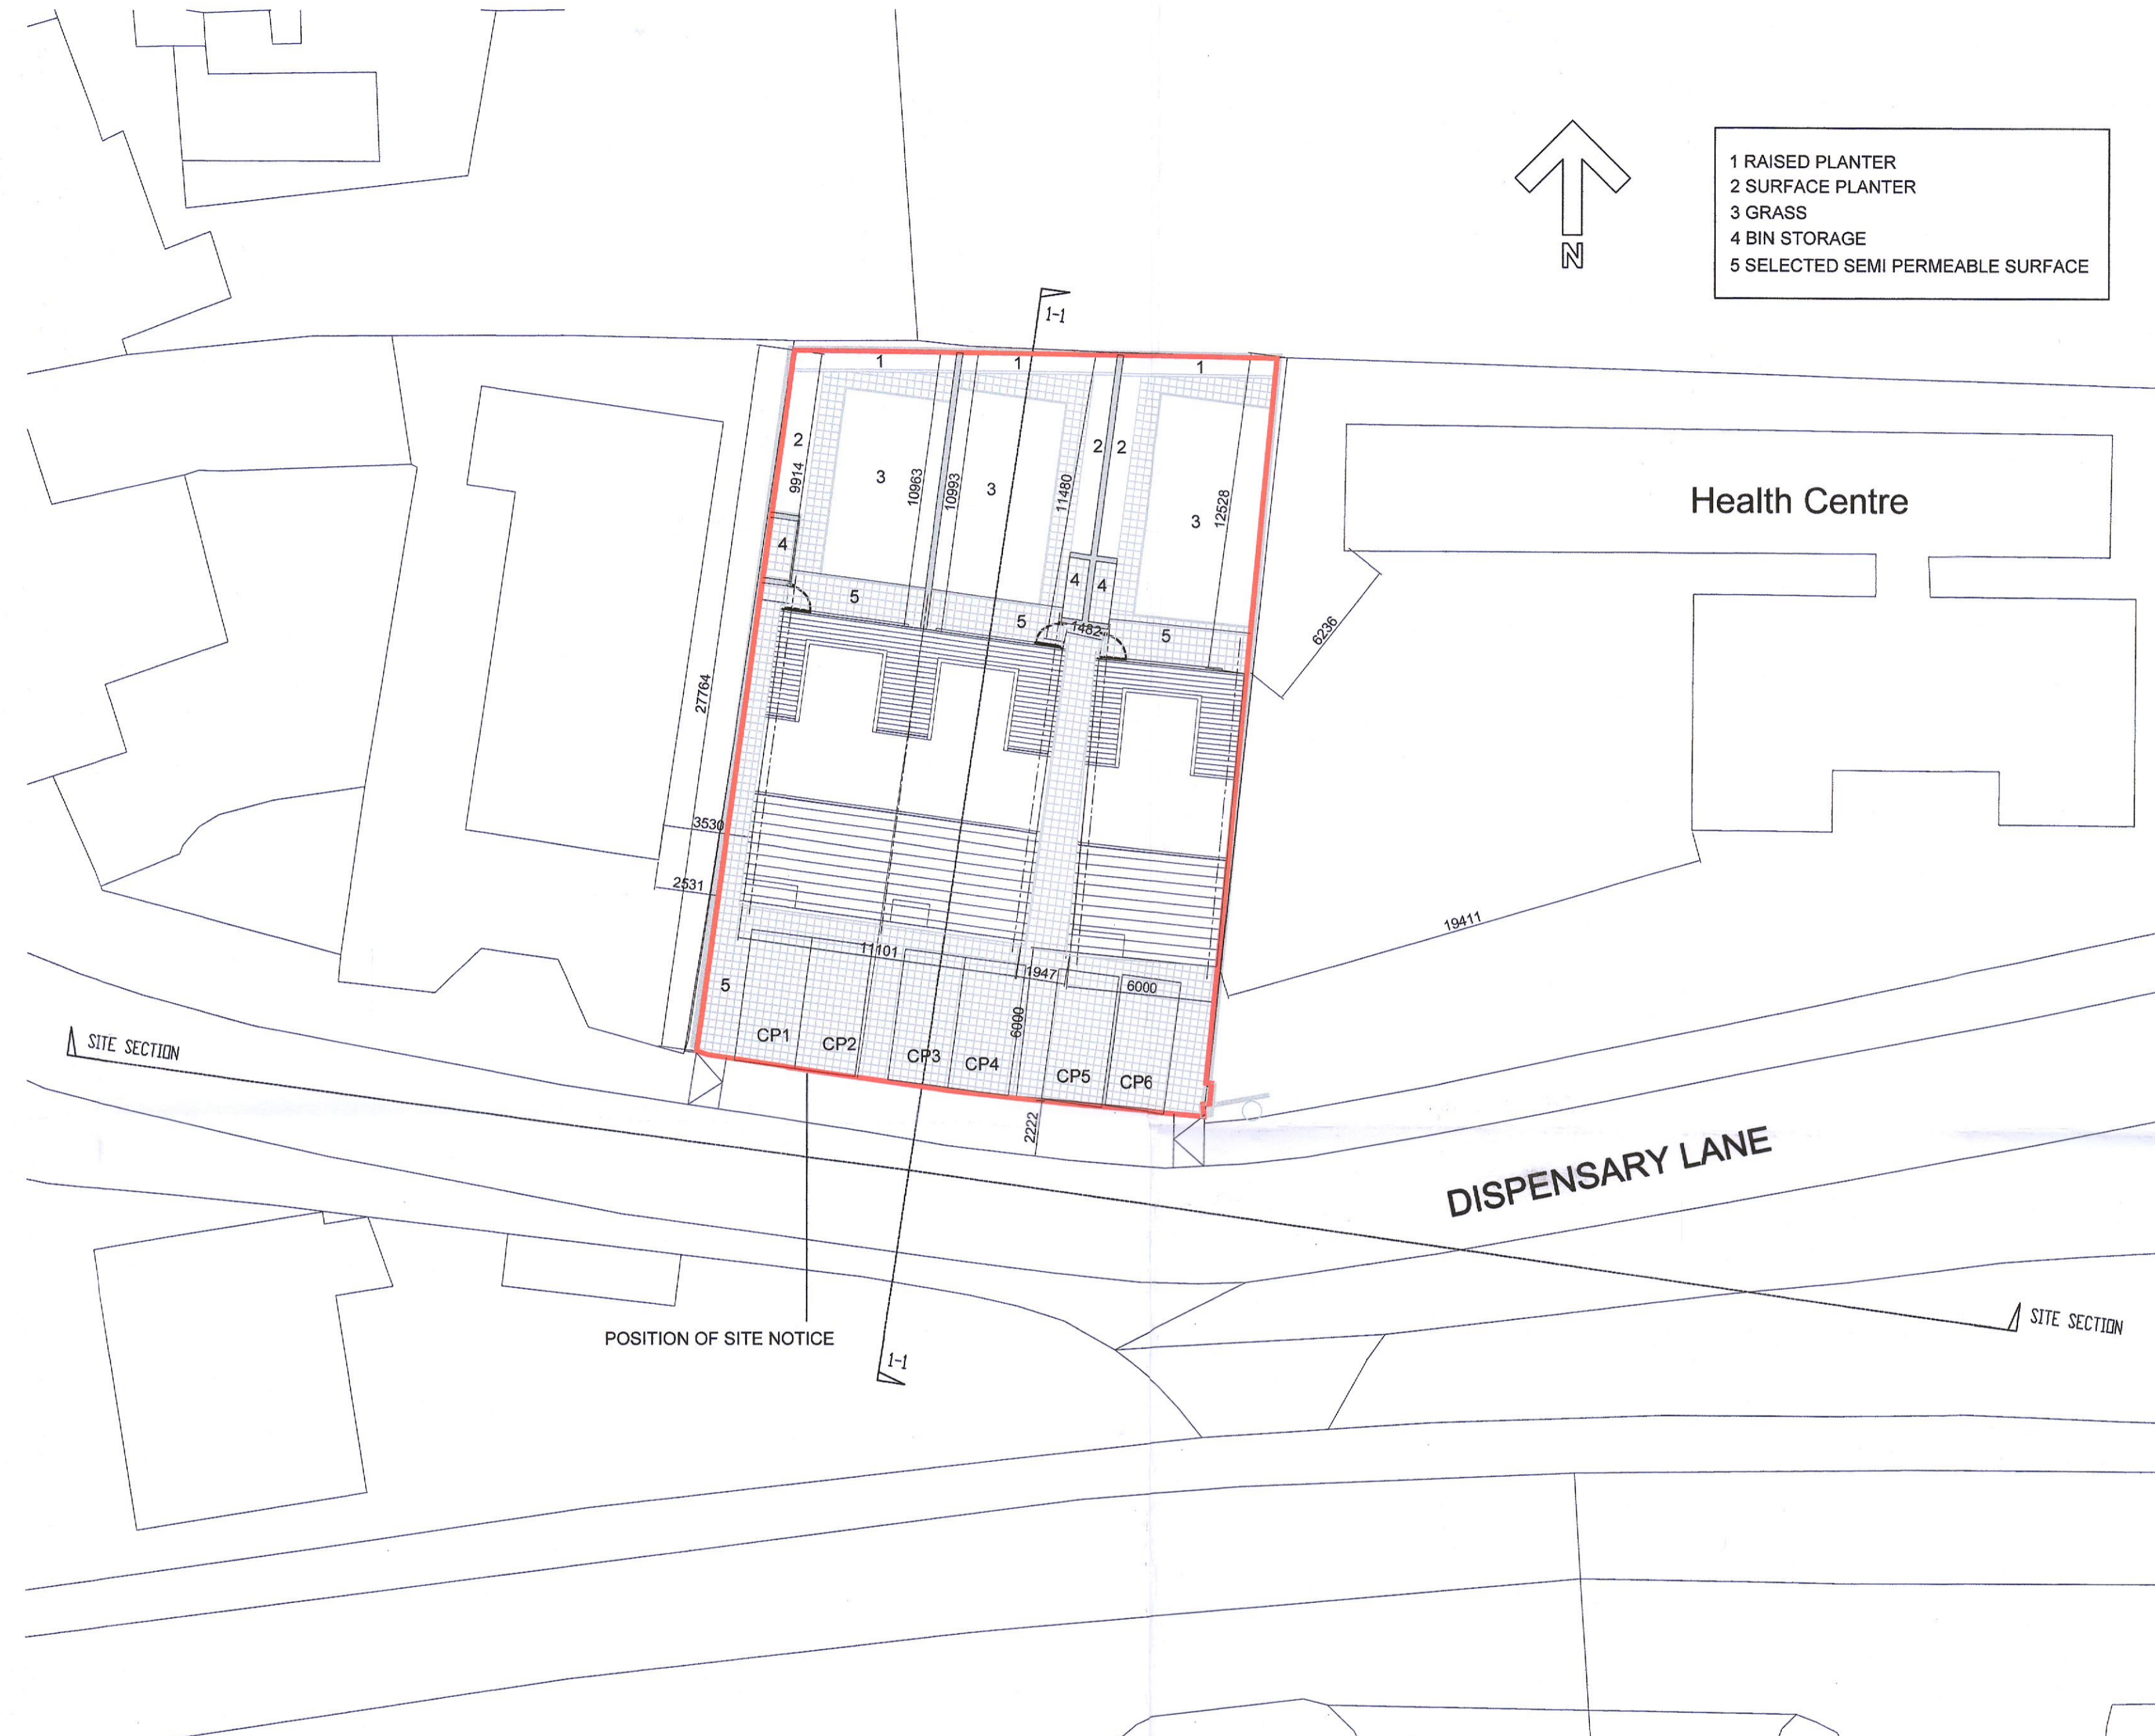 1 RAISED PLANTER
2 SURFACE PLANTER
3 GRASS
4 BIN STORAGE
5 SELECTED SEMI PERMEABLE SURFACE
N
1-1
1
1
1
2
2
2
9914
3
10963
10993
3
11480
3
12528
Health Centre
4
4
4
5
5
1482
5
6236
27764
3530
2531
11101
1947
6000
19411
5
6000
CP1
CP2
CP3
CP4
CP5
CP6
SITE SECTION
2222
DISPENSARY LANE
POSITION OF SITE NOTICE
1-1
SITE SECTION